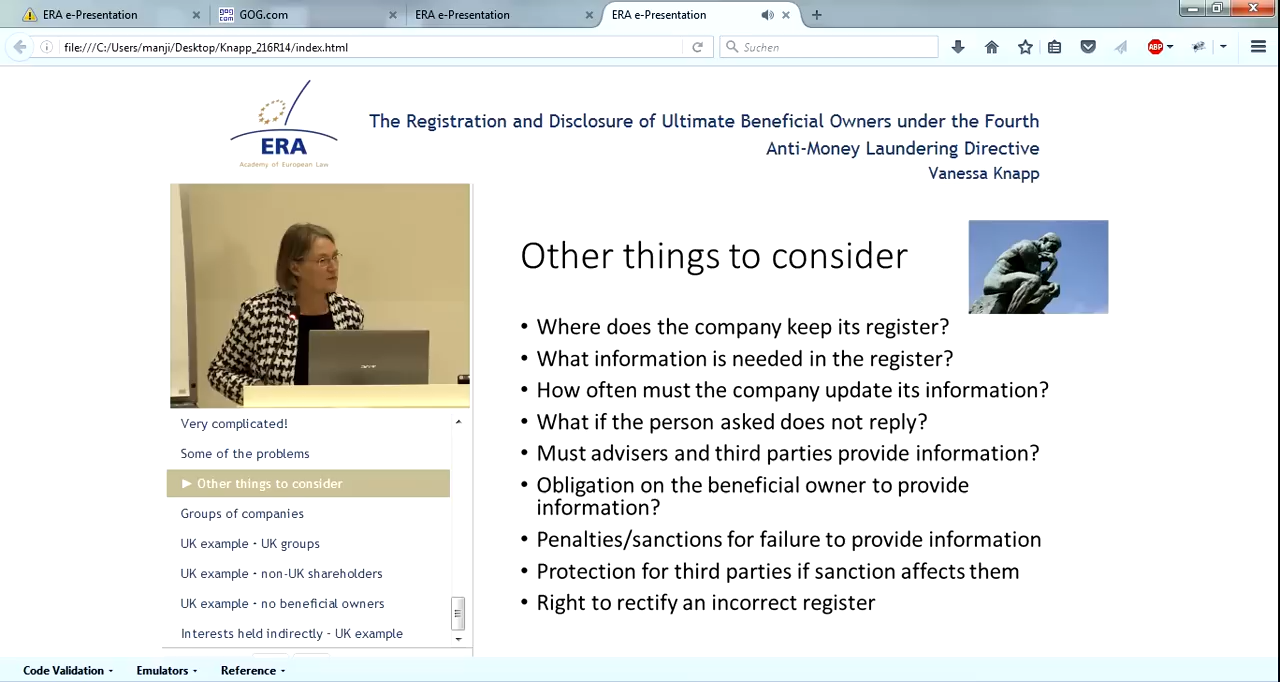 ERA e-Presentation
GOG.com
ERA e-Presentation
ERA e-Presentation
file:///C:/Users/manji/Desktop/Knapp_216R14/index.html
Suchen
ABP
ERA
Academy of European Law
The Registration and Disclosure of Ultimate Beneficial Owners under the Fourth
Anti-Money Laundering Directive
Vanessa Knapp
Very complicated!
Some of the problems
Other things to consider
Groups of companies
UK example - UK groups
UK example - non-UK shareholders
UK example - no beneficial owners
Interests held indirectly - UK example
Other things to consider
• Where does the company keep its register?
• What information is needed in the register?
• How often must the company update its information?
• What if the person asked does not reply?
• Must advisers and third parties provide information?
• Obligation on the beneficial owner to provide
information?
• Penalties/sanctions for failure to provide information
• Protection for third parties if sanction affects them
• Right to rectify an incorrect register
Code Validation
Emulators
Reference